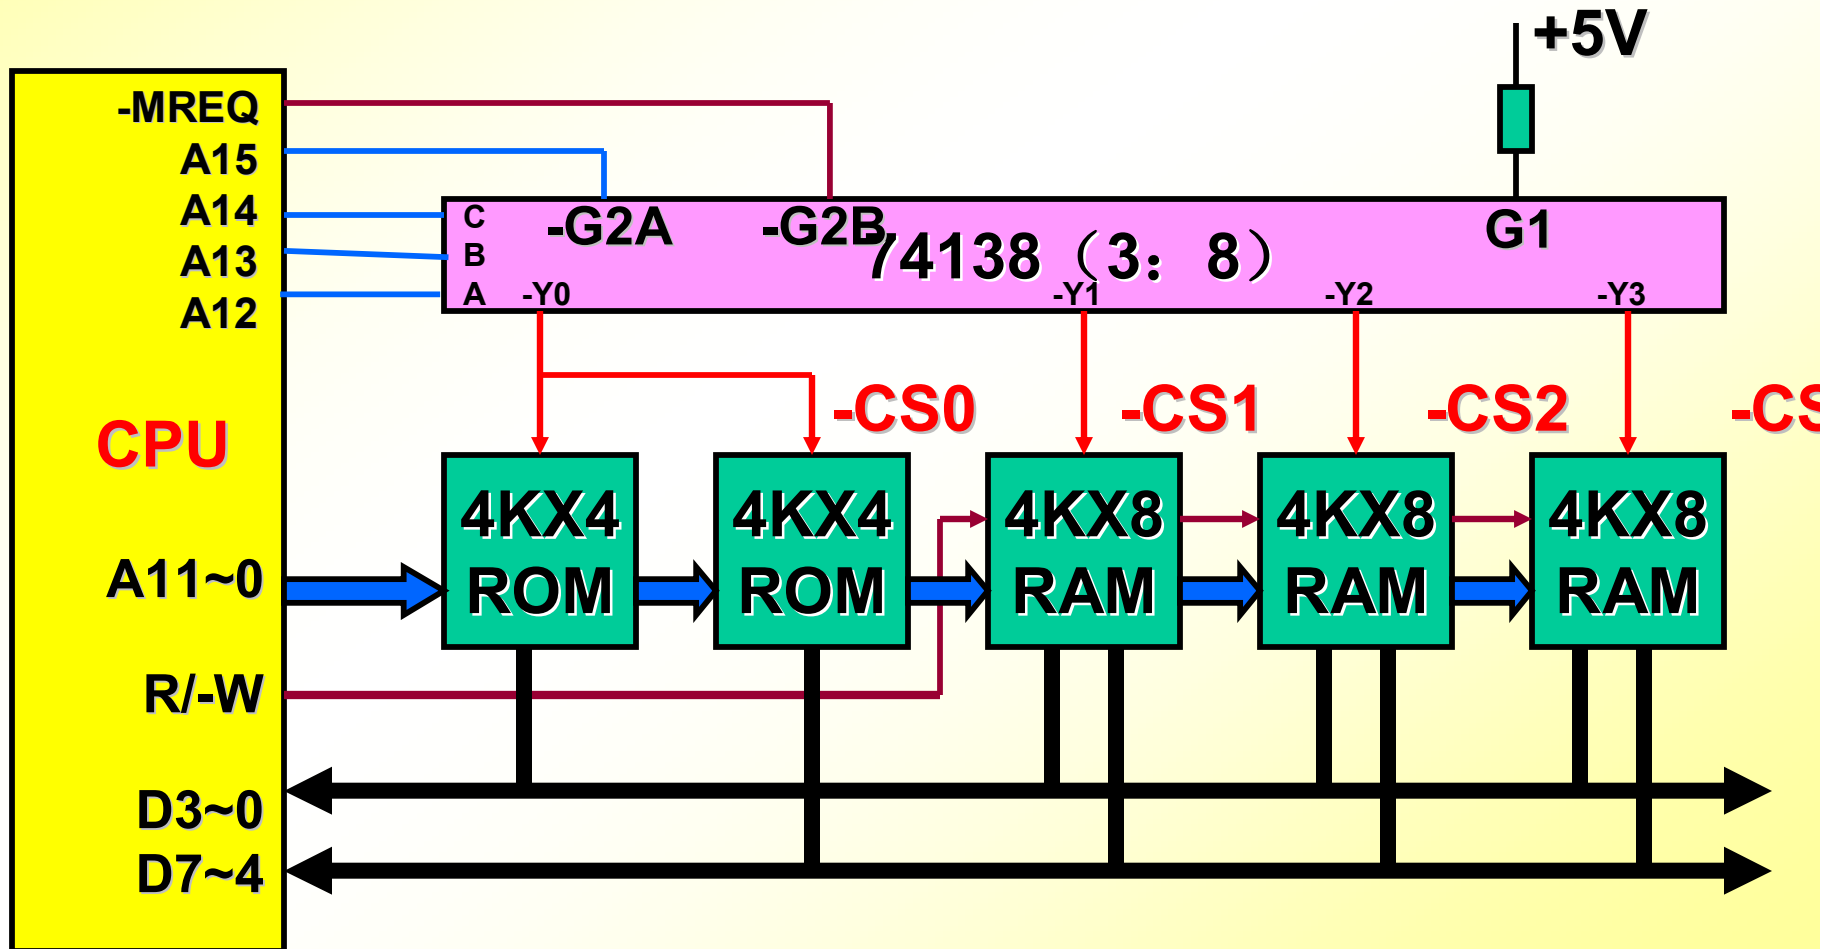 +5V
-MREQ
A15
A14
A13
A12
C
B
A
-G2A
-G2B
G1
74138（3：8）
-Y0
-Y1
-Y2
-Y3
-CS0
-CS1
-CS2
-CS
CPU
4KX4
ROM
4KX4
ROM
4KX8
RAM
4KX8
RAM
4KX8
RAM
A11~0
R/-W
D3~0
D7~4